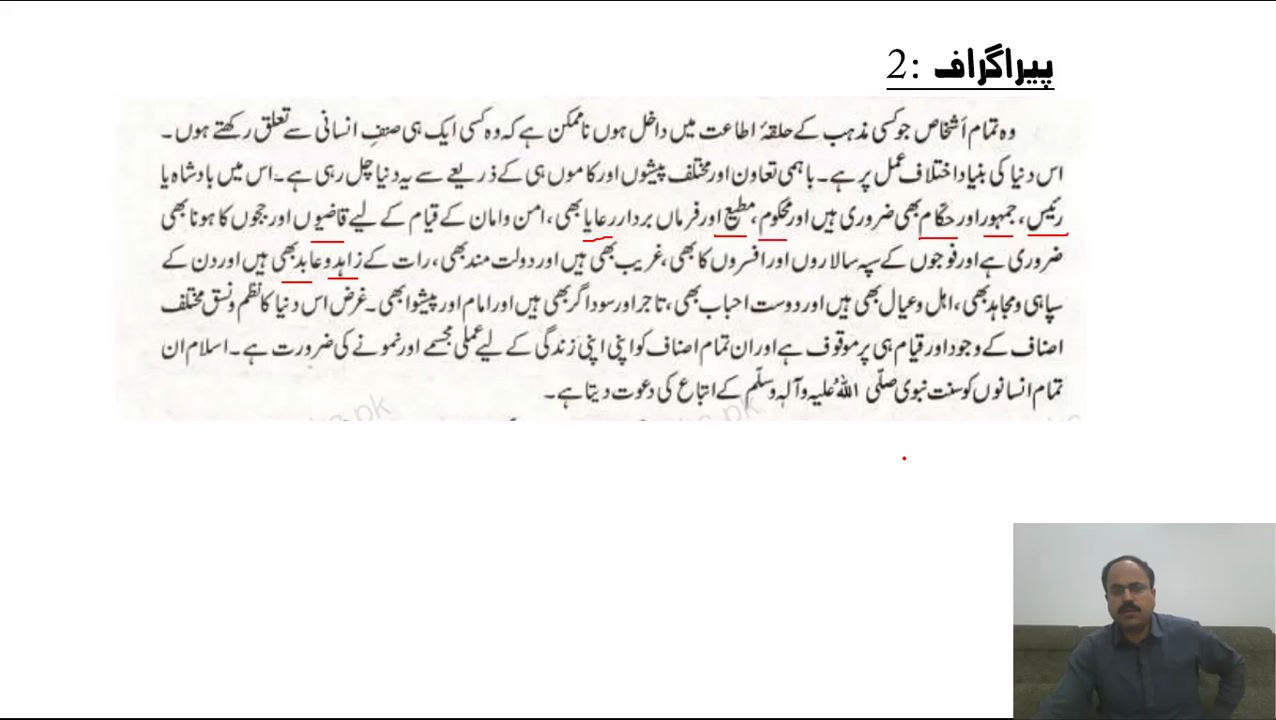 پیراگراف :2
وہ تمام اَشخاص جو کسی مذہب کے حلقۂ اطاعت میں داخل ہوں ناممکن ہے کہ وہ کسی ایک ہی صنفِ انسانی سے تعلق رکھتے ہوں۔
اس دنیا کی بنیاد اختلافِ عمل پر ہے۔ باہمی تعاون اور مختلف پیشوں اور کاموں ہی کے ذریعے سے یہ دنیا چل رہی ہے۔ اس میں بادشاہ یا
رئیس، جمہور اور حکّام بھی ضروری ہیں اور محکوم، مطیع اور فرماں بردار رعایا بھی، امن و امان کے قیام کے لیے قاضیوں اور ججوں کا ہونا بھی
ضروری ہے اور فوجوں کے سپہ سالاروں اور افسروں کا بھی، غریب بھی ہیں اور دولت مند بھی، رات کے زاہد و عابد بھی ہیں اور دن کے
سپاہی و مجاہد بھی، اہل و عیال بھی ہیں اور دوست احباب بھی، تاجر اور سوداگر بھی ہیں اور امام اور پیشوا بھی۔ غرض اس دنیا کا نظم و نسق مختلف
اصناف کے وجود اور قیام ہی پر موقوف ہے اور ان تمام اصناف کو اپنی اپنی زندگی کے لیے عملی مجسمے اور نمونے کی ضرورت ہے۔ اسلام ان
تمام انسانوں کو سنت نبوی صلّی اللّٰہُ علیہ وآلہ وسلّم کے اتباع کی دعوت دیتا ہے۔